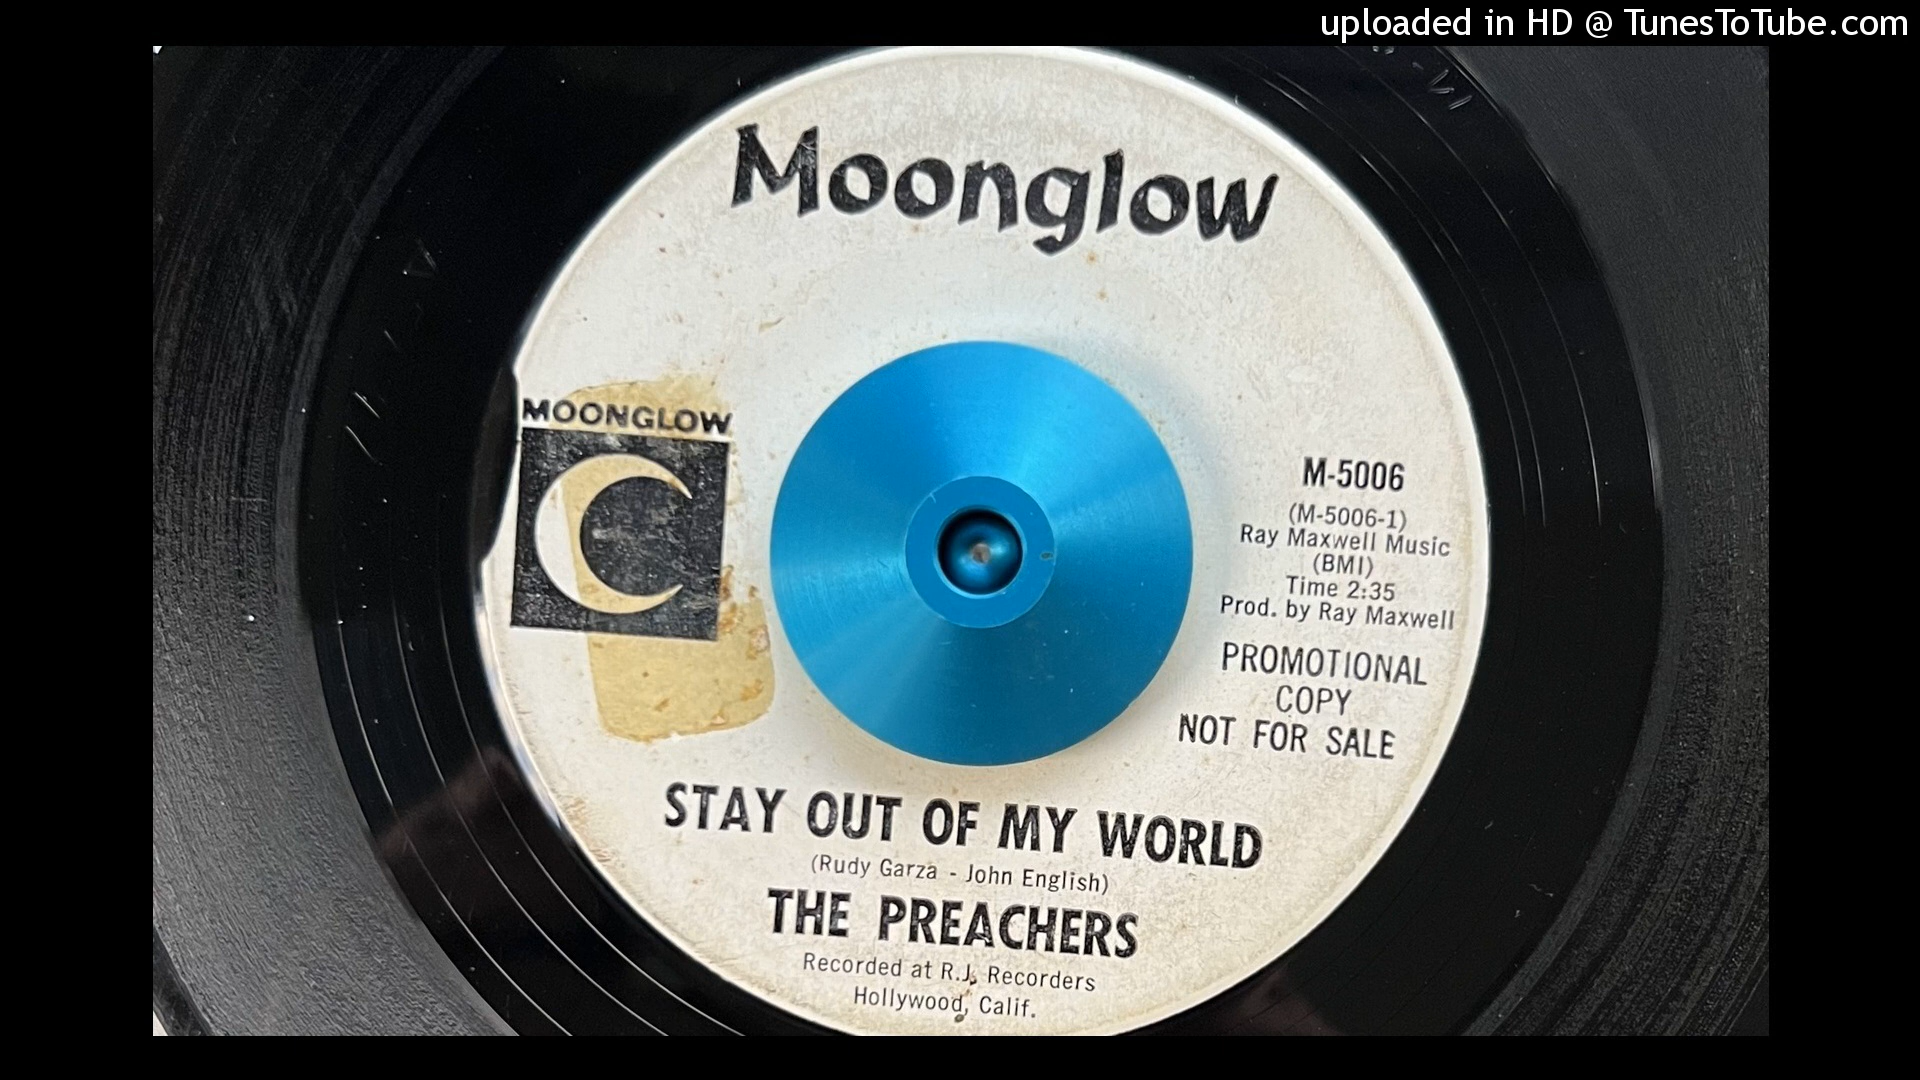 uploaded in HD @ TunesToTube.com
Moonglow
MOONGLOW
M-5006
(M-5006-1)
Ray Maxwell Music
(BMI)
Time 2:35
Prod. by Ray Maxwell
PROMOTIONAL
COPY
NOT FOR SALE
STAY OUT OF MY WORLD
(Rudy Garza - John English)
THE PREACHERS
Recorded at R.J. Recorders
Hollywood, Calif.